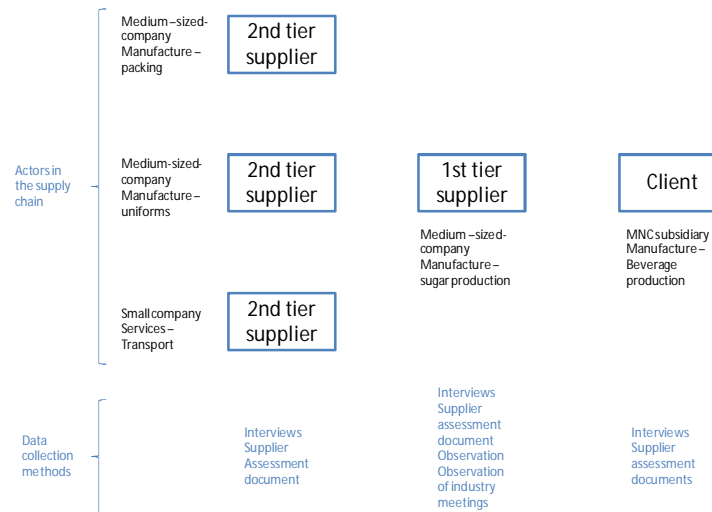 Medium –sized-
company
Manufacture –
packing
2nd tier
supplier
Actors in
the supply
chain
Medium-sized-
company
Manufacture –
uniforms
2nd tier
supplier
1st tier
supplier
Medium –sized-
company
Manufacture –
sugar production
Client
MNC subsidiary
Manufacture –
Beverage
production
Small company
Services –
Transport
2nd tier
supplier
Data
collection
methods
Interviews
Supplier
Assessment
document
Interviews
Supplier
assessment
document
Observation
Observation
of industry
meetings
Interviews
Supplier
assessment
documents